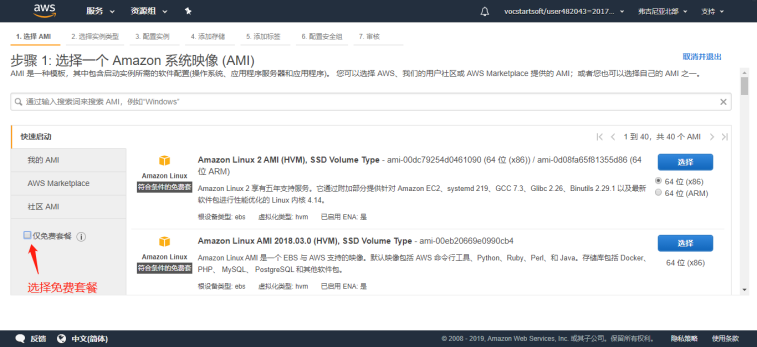 aws 服务 资源组 vocstartsoft/user482043=2017... 弗吉尼亚北部 支持
1. 选择 AMI 2. 选择实例类型 3. 配置实例 4. 添加存储 5. 添加标签 6. 配置安全组 7. 审核
步骤 1: 选择一个 Amazon 系统映像 (AMI) 取消并退出
AMI 是一种模板，其中包含启动实例所需的软件配置(操作系统、应用程序服务器和应用程序)。 您可以选择 AWS、我们的用户社区或 AWS Marketplace 提供的 AMI；或者您也可以选择自己的 AMI 之一。
通过输入搜索词来搜索 AMI，例如"Windows"
快速启动 1 到 40，共 40 个 AMI
我的 AMI
AWS Marketplace
社区 AMI
仅免费套餐
选择免费套餐
Amazon Linux
符合条件的免费套
Amazon Linux 2 AMI (HVM), SSD Volume Type - ami-00dc79254d0461090 (64 位 (x86)) / ami-0d08fa65f81355d86 (64 位 ARM)
Amazon Linux 2 享有五年支持服务。它通过附加部分提供针对 Amazon EC2、systemd 219、GCC 7.3、Glibc 2.26、Binutils 2.29.1 以及最新
软件包进行性能优化的 Linux 内核 4.14。
根设备类型: ebs 虚拟化类型: hvm 已启用 ENA: 是
选择
64 位 (x86)
64 位 (ARM)
Amazon Linux
符合条件的免费套
Amazon Linux AMI 2018.03.0 (HVM), SSD Volume Type - ami-00eb20669e0990cb4
Amazon Linux AMI 是一个 EBS 与 AWS 支持的映像。默认映像包括 AWS 命令行工具、Python、Ruby、Perl、和 Java。存储库包括 Docker、
PHP、 MySQL、 PostgreSQL 和其他软件包。
根设备类型: ebs 虚拟化类型: hvm 已启用 ENA: 是
选择
64 位 (x86)
反馈 中文(简体) © 2008 - 2019, Amazon Web Services, Inc. 或其子公司。保留所有权利。 隐私策略 使用条款